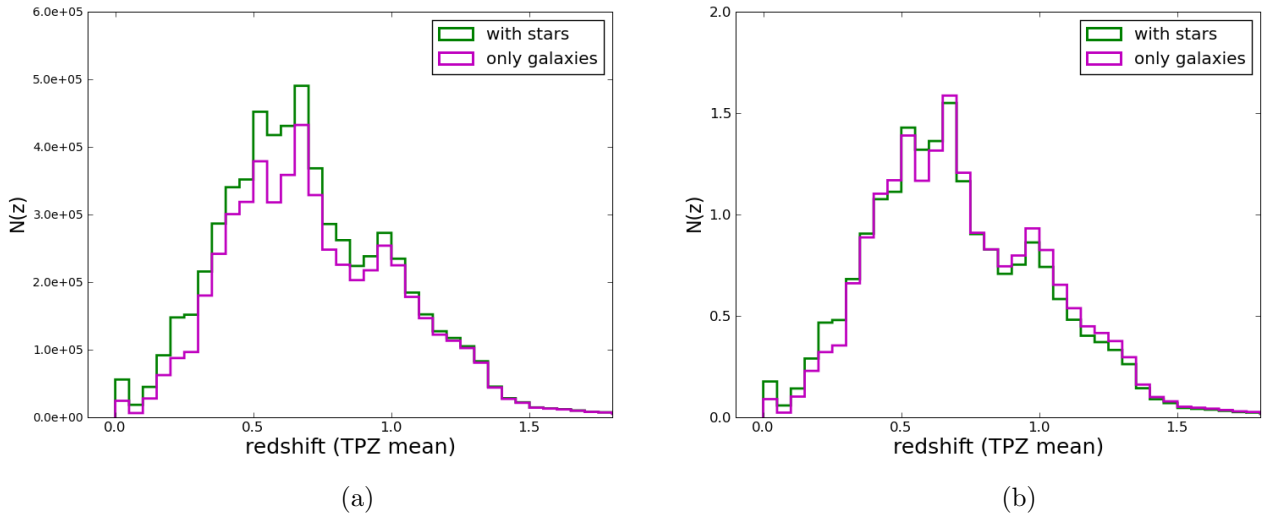 6.0e+05
5.0e+05
4.0e+05
3.0e+05
2.0e+05
1.0e+05
0.0e+00
N(z)
with stars
only galaxies
0.0
0.5
1.0
1.5
redshift (TPZ mean)
(a)
2.0
1.5
1.0
0.5
0.0
N(z)
with stars
only galaxies
0.0
0.5
1.0
1.5
redshift (TPZ mean)
(b)